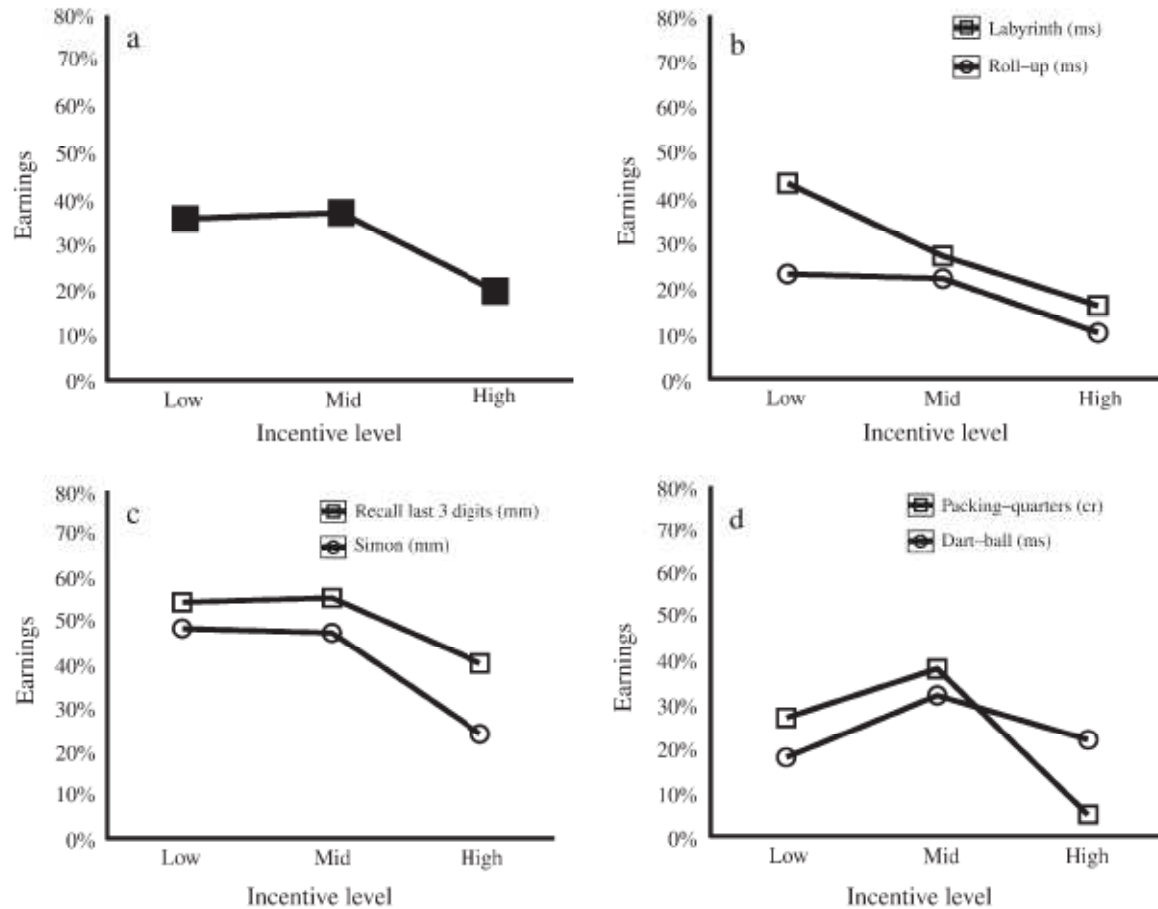 a
80%
70%
60%
50%
40%
30%
20%
10%
0%
Earnings
Low Mid High
Incentive level
b
Labyrinth (ms)
Roll-up (ms)
80%
70%
60%
50%
40%
30%
20%
10%
0%
Earnings
Low Mid High
Incentive level
c
Recall last 3 digits (mm)
Simon (mm)
80%
70%
60%
50%
40%
30%
20%
10%
0%
Earnings
Low Mid High
Incentive level
d
Packing-quarters (cr)
Dart-ball (ms)
80%
70%
60%
50%
40%
30%
20%
10%
0%
Earnings
Low Mid High
Incentive level